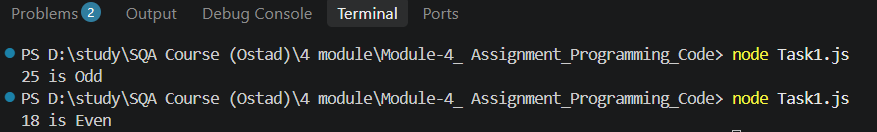 Problems 2 Output Debug Console Terminal Ports
PS D:\study\SQA Course (Ostad)\4 module\Module-4_ Assignment_Programming_Code> node Task1.js
25 is Odd
PS D:\study\SQA Course (Ostad)\4 module\Module-4_ Assignment_Programming_Code> node Task1.js
18 is Even